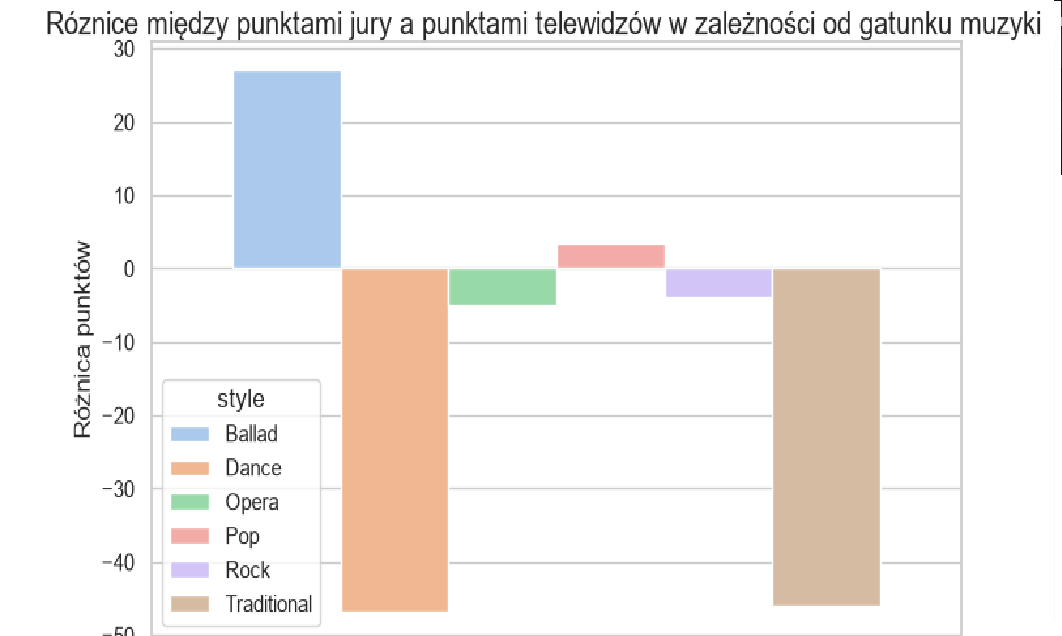 Róznice między punktami jury a punktami telewidzów w zależności od gatunku muzyki
30
20
10
0
−10
−20
−30
−40
−50
Różnica punktów
style
Ballad
Dance
Opera
Pop
Rock
Traditional